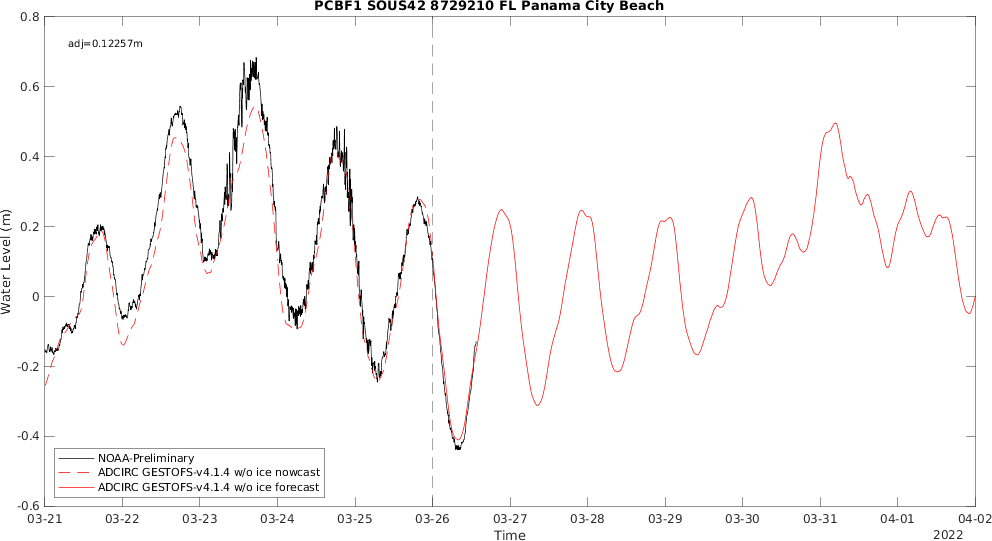 PCBF1 SOUS42 8729210 FL Panama City Beach
adj=0.12257m
0.8
0.6
0.4
0.2
0
-0.2
-0.4
-0.6
Water Level (m)
NOAA-Preliminary
ADCIRC GESTOFS-v4.1.4 w/o ice nowcast
ADCIRC GESTOFS-v4.1.4 w/o ice forecast
03-21 03-22 03-23 03-24 03-25 03-26 03-27 03-28 03-29 03-30 03-31 04-01 04-02
Time
2022